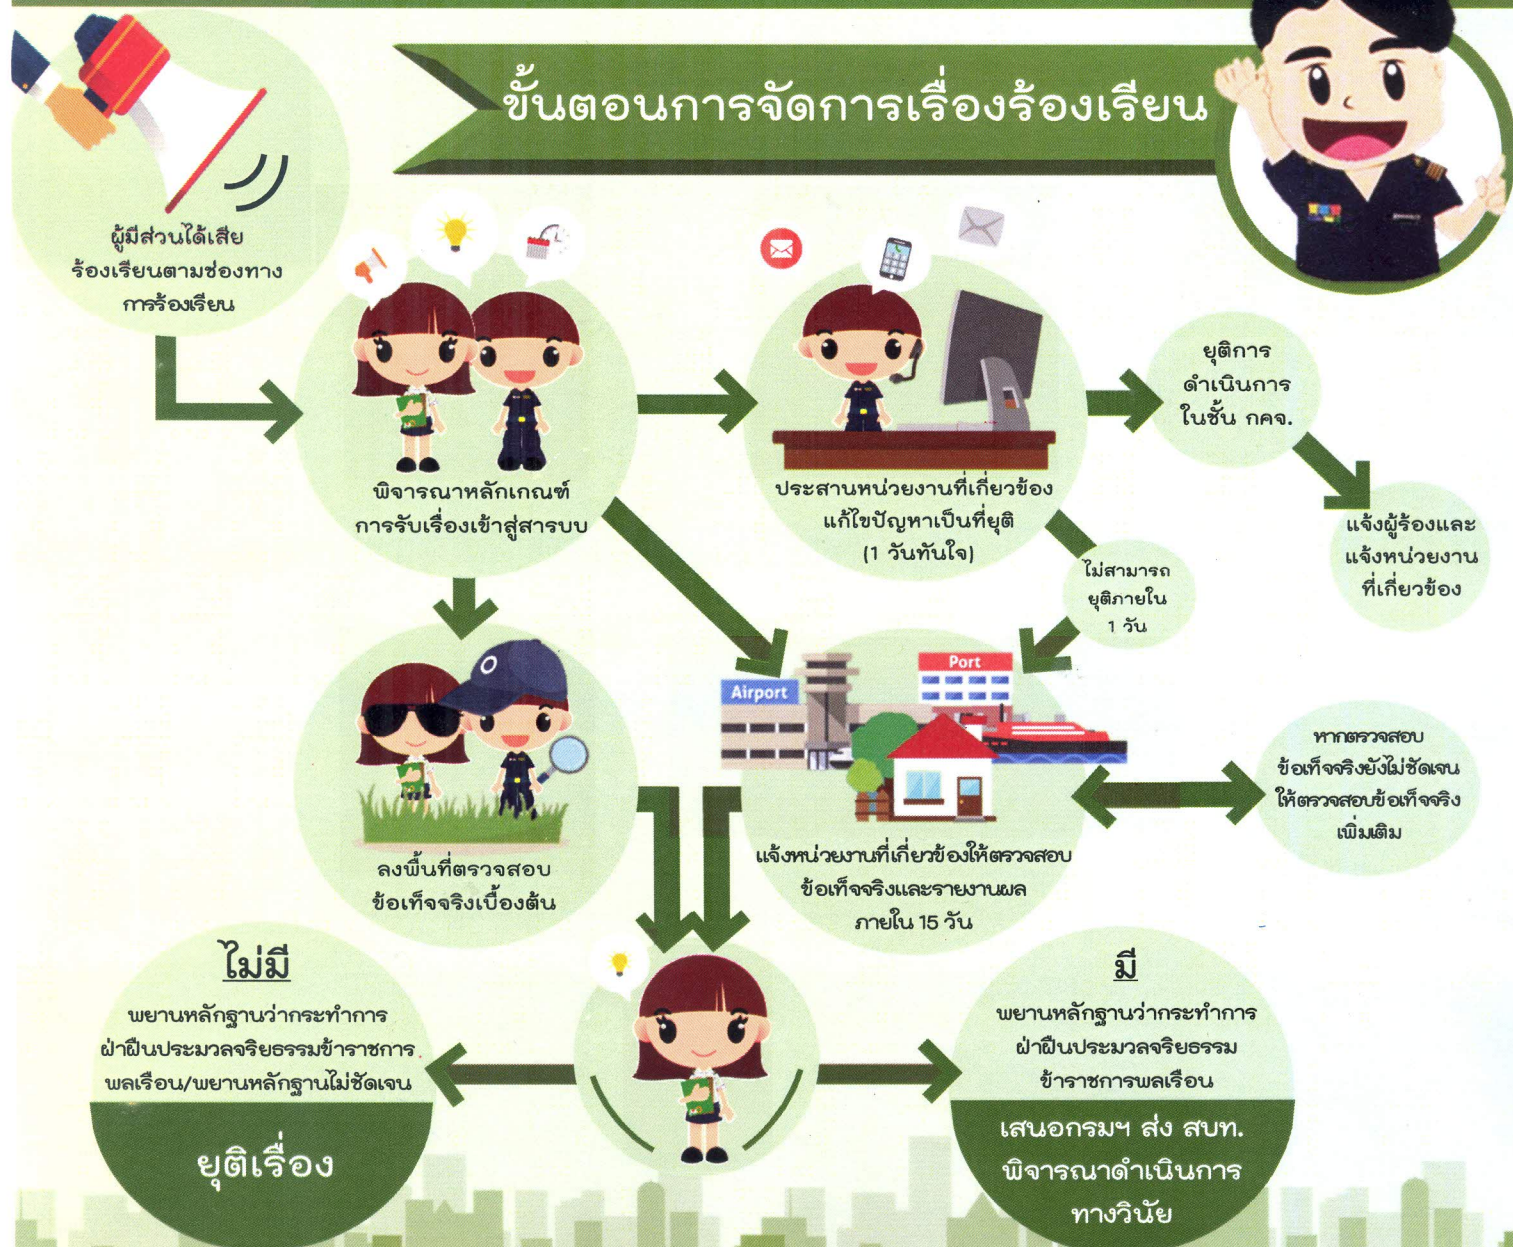 ขั้นตอนการจัดการเรื่องร้องเรียน
ผู้มีส่วนได้เสีย
ร้องเรียนตามช่องทาง
การร้องเรียน
พิจารณาหลักเกณฑ์
การรับเรื่องเข้าสู่สารบบ
ประสานหน่วยงานที่เกี่ยวข้อง
แก้ไขปัญหาเป็นที่ยุติ
(1 วันทันใจ)
ยุติการ
ดำเนินการ
ในชั้น กคจ.
แจ้งผู้ร้องและ
แจ้งหน่วยงาน
ที่เกี่ยวข้อง
ไม่สามารถ
ยุติภายใน
1 วัน
Airport
Port
ลงพื้นที่ตรวจสอบ
ข้อเท็จจริงเบื้องต้น
แจ้งหน่วยงานที่เกี่ยวข้องให้ตรวจสอบ
ข้อเท็จจริงและรายงานผล
ภายใน 15 วัน
หากตรวจสอบ
ข้อเท็จจริงยังไม่ชัดเจน
ให้ตรวจสอบข้อเท็จจริง
เพิ่มเติม
ไม่มี
พยานหลักฐานว่ากระทำการ
ฝ่าฝืนประมวลจริยธรรมข้าราชการ
พลเรือน/พยานหลักฐานไม่ชัดเจน
ยุติเรื่อง
มี
พยานหลักฐานว่ากระทำการ
ฝ่าฝืนประมวลจริยธรรม
ข้าราชการพลเรือน
เสนอกรมฯ ส่ง สบท.
พิจารณาดำเนินการ
ทางวินัย